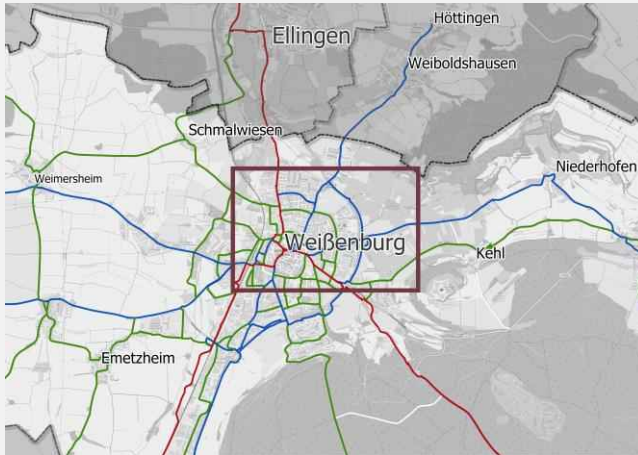 Höttingen
Ellingen
Weiboldshausen
Schmalwiesen
Niederhofen
Weimersheim
Weißenburg
Kehl
Emetzheim